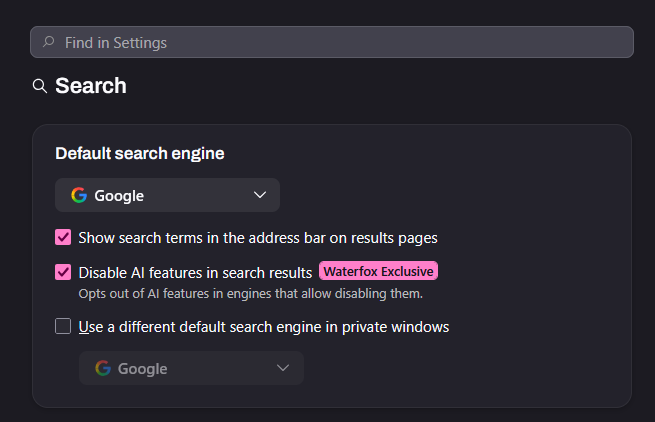 Find in Settings
Search
Default search engine
Google
Show search terms in the address bar on results pages
Disable AI features in search results Waterfox Exclusive
Opts out of AI features in engines that allow disabling them.
Use a different default search engine in private windows
Google